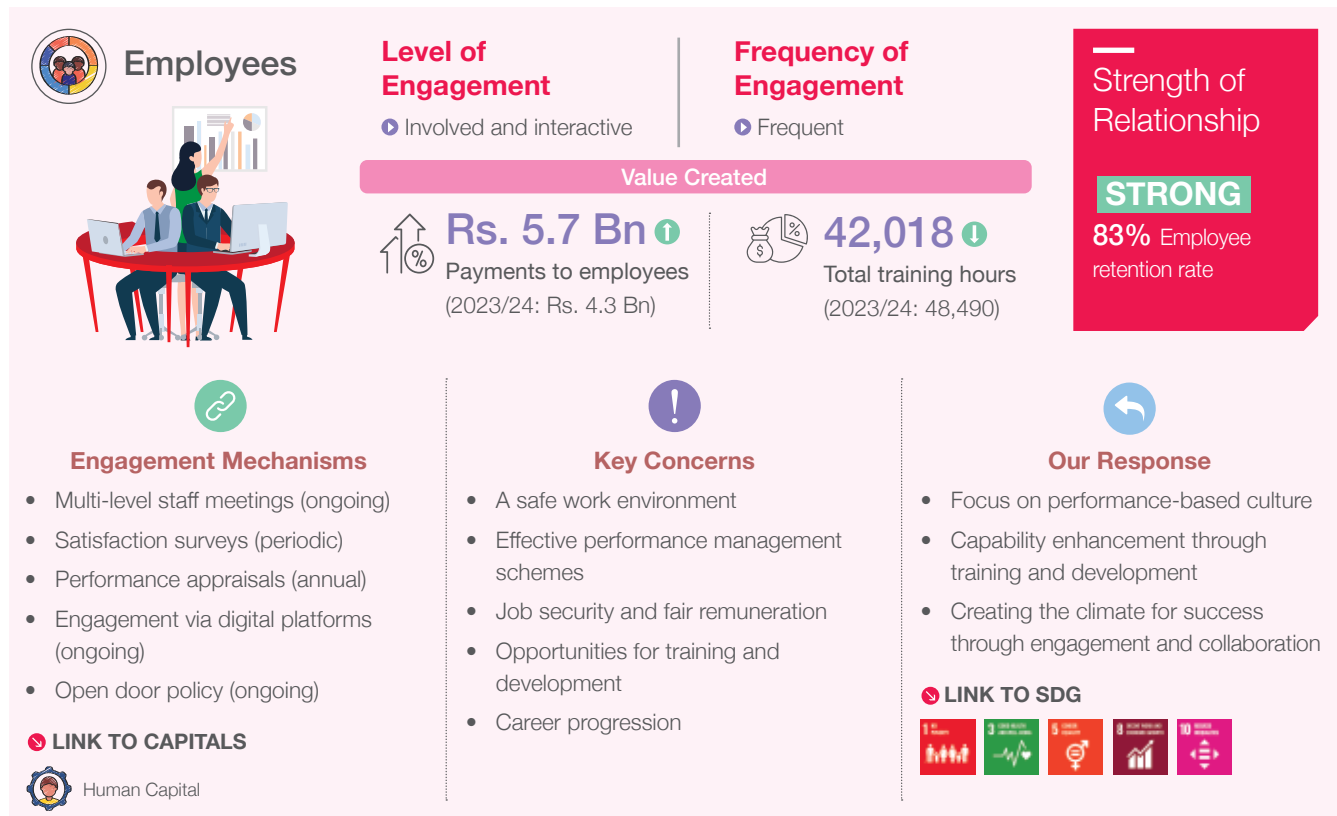 Employees
Level of
Engagement
Involved and interactive
Frequency of
Engagement
Frequent
Strength of
Relationship
STRONG
83% Employee
retention rate
Value Created
Rs. 5.7 Bn
Payments to employees
(2023/24: Rs. 4.3 Bn)
42,018
Total training hours
(2023/24: 48,490)
Engagement Mechanisms
• Multi-level staff meetings (ongoing)
• Satisfaction surveys (periodic)
• Performance appraisals (annual)
• Engagement via digital platforms
(ongoing)
• Open door policy (ongoing)
LINK TO CAPITALS
Human Capital
Key Concerns
• A safe work environment
• Effective performance management
schemes
• Job security and fair remuneration
• Opportunities for training and
development
• Career progression
Our Response
• Focus on performance-based culture
• Capability enhancement through
training and development
• Creating the climate for success
through engagement and collaboration
LINK TO SDG
1
3
5
8
10